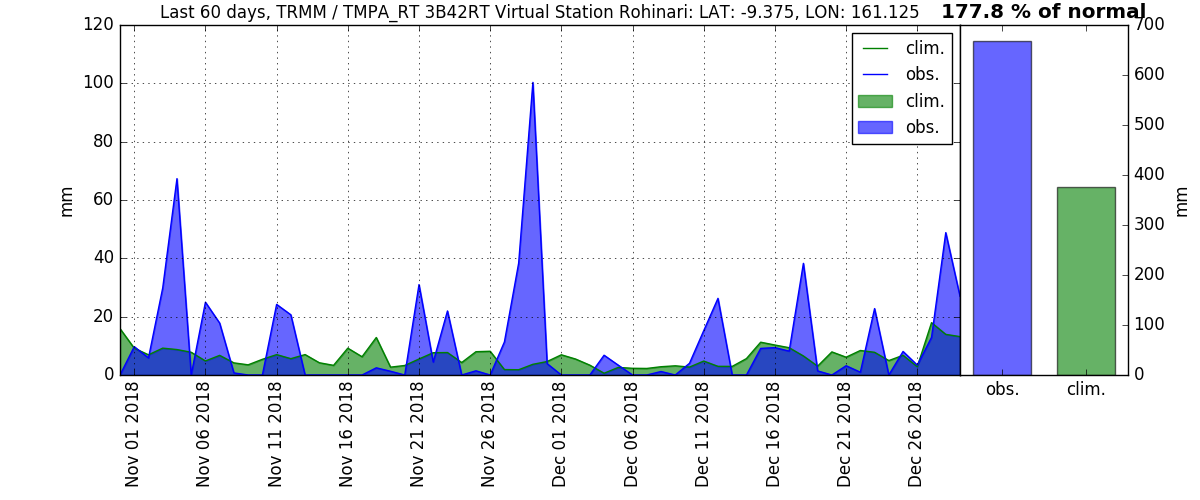 Last 60 days, TRMM / TMPA_RT 3B42RT Virtual Station Rohinari: LAT: -9.375, LON: 161.125
177.8 % of normal
120
100
80
60
40
20
0
mm
clim.
obs.
clim.
obs.
700
600
500
400
300
200
100
0
mm
Nov 01 2018
Nov 06 2018
Nov 11 2018
Nov 16 2018
Nov 21 2018
Nov 26 2018
Dec 01 2018
Dec 06 2018
Dec 11 2018
Dec 16 2018
Dec 21 2018
Dec 26 2018
obs.
clim.